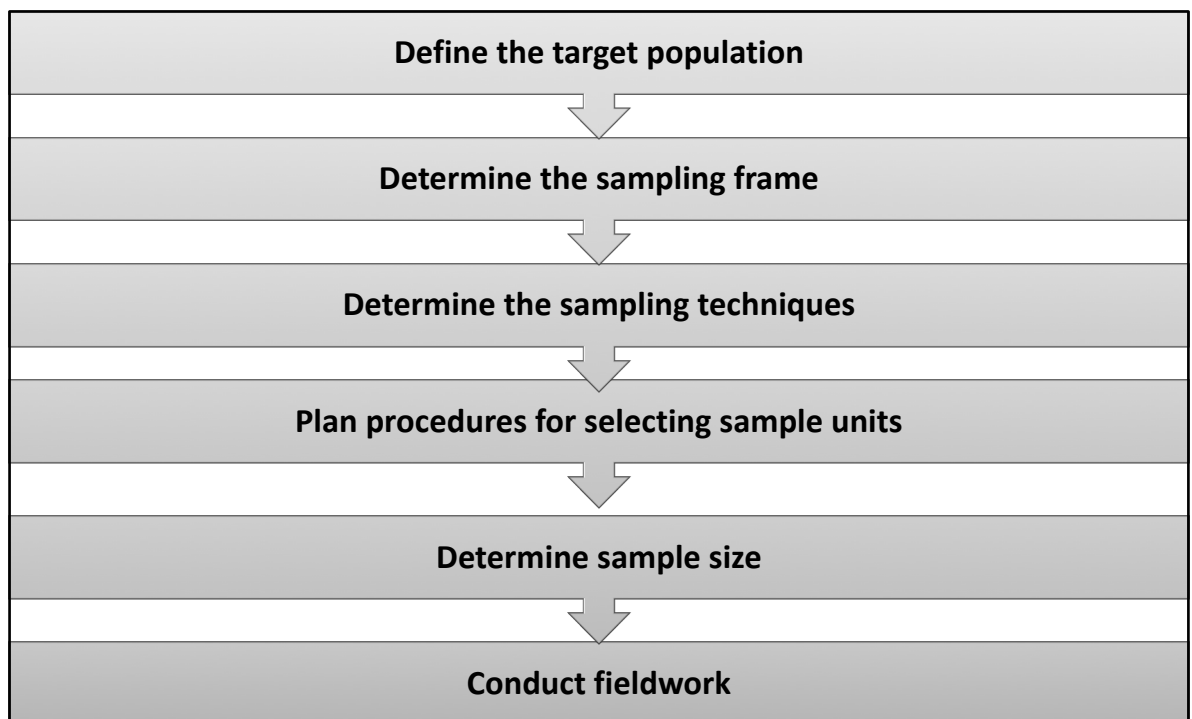 Define the target population
Determine the sampling frame
Determine the sampling techniques
Plan procedures for selecting sample units
Determine sample size
Conduct fieldwork